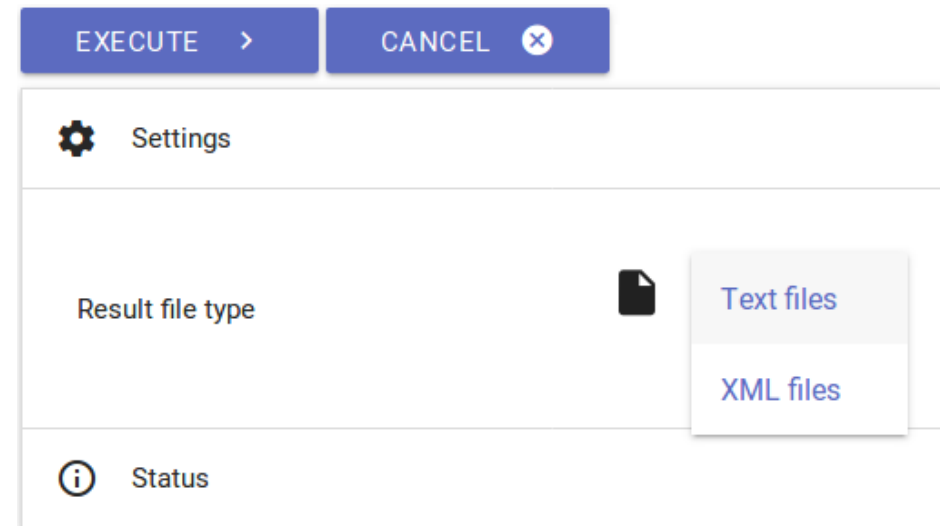 EXECUTE CANCEL
Settings
Result file type
Text files
XML files
Status